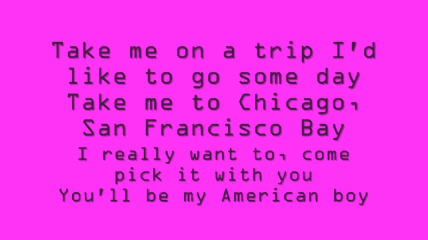 Take me on a trip I'd
like to go some day
Take me to Chicago,
San Francisco Bay
I really want to, come
pick it with you
You'll be my American boy